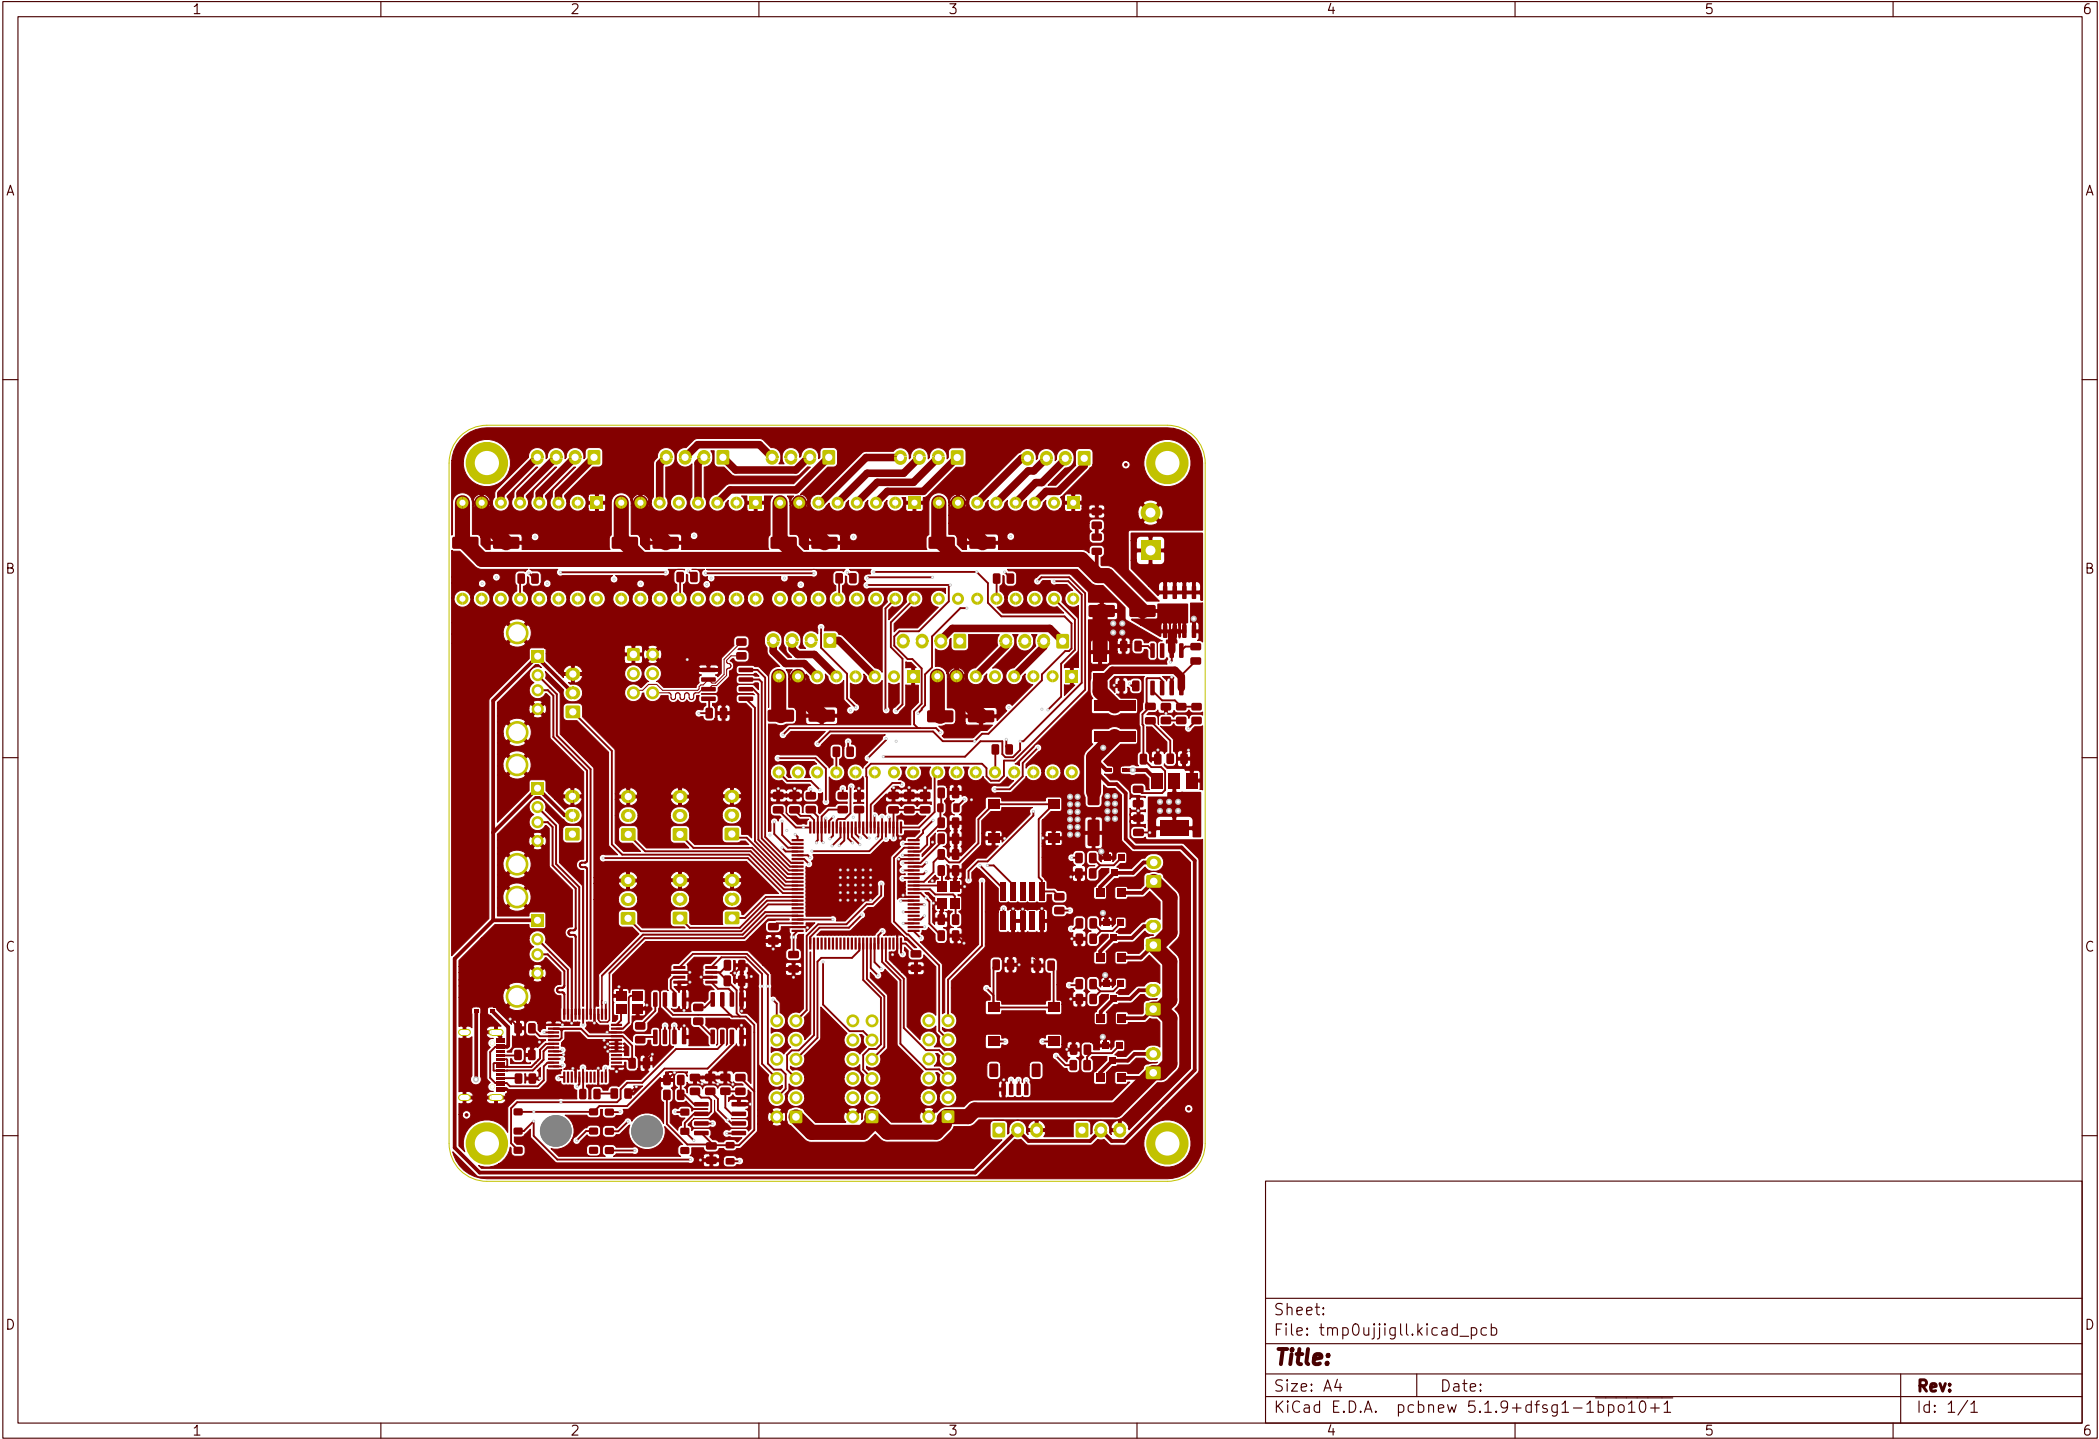 1 2 3 4 5 6
A A
B B
C C
D D
Sheet:
File: tmp0ujjigll.kicad_pcb
Title:
Size: A4 Date: Rev:
KiCad E.D.A. pcbnew 5.1.9+dfsg1-1bpo10+1 Id: 1/1
1 2 3 4 5 6